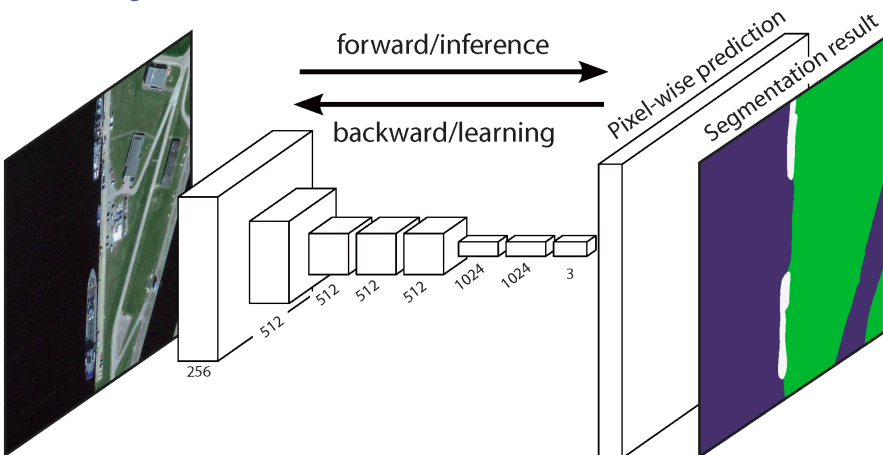 forward/inference
backward/learning
Pixel-wise prediction
Segmentation result
256
512
512
512
512
1024
1024
3